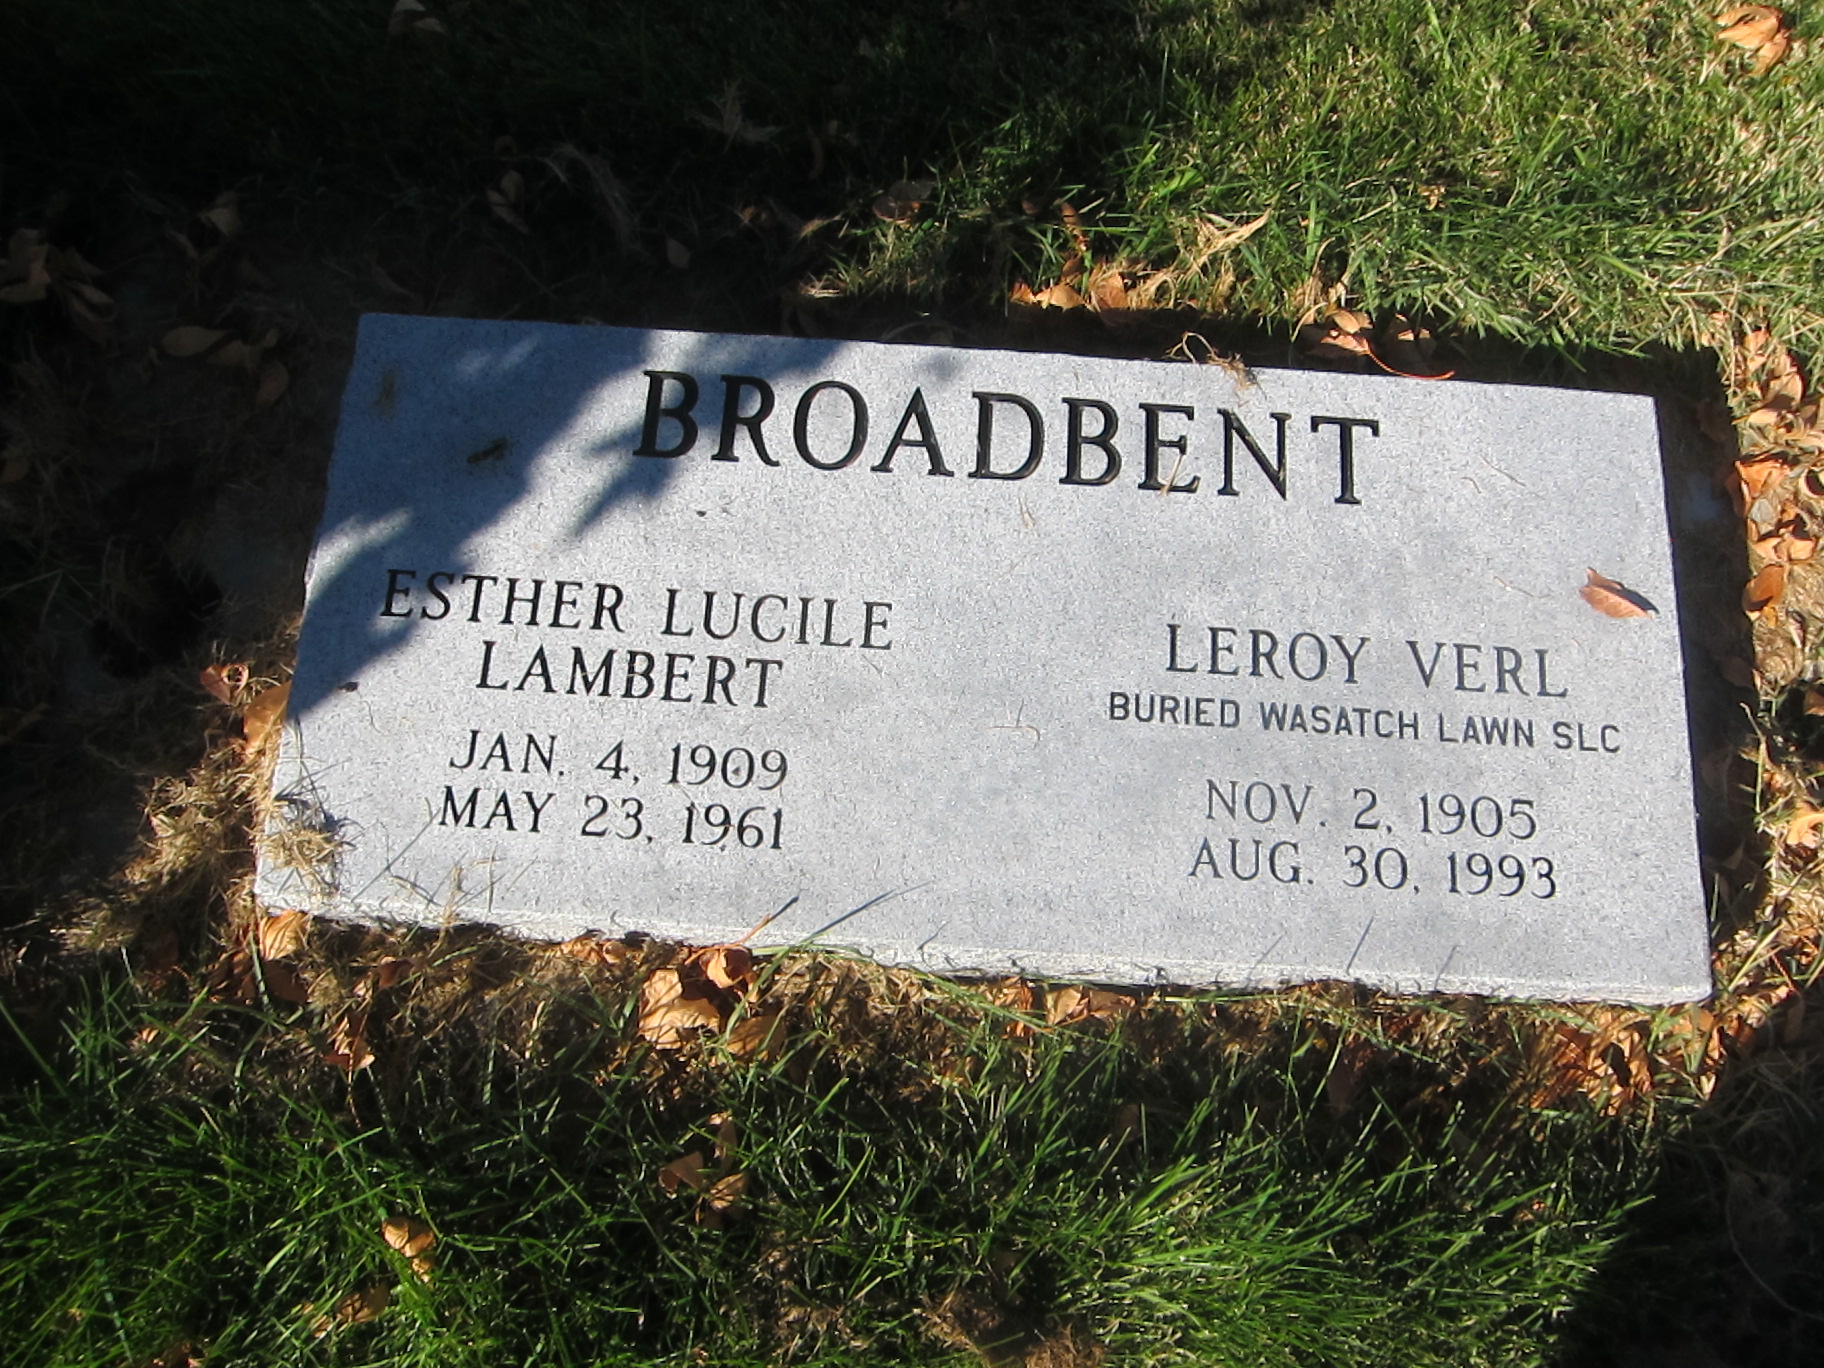 BROADBENT
ESTHER LUCILE
LAMBERT
JAN. 4, 1909
MAY 23, 1961
LEROY VERL
BURIED WASATCH LAWN SLC
NOV. 2, 1905
AUG. 30, 1993